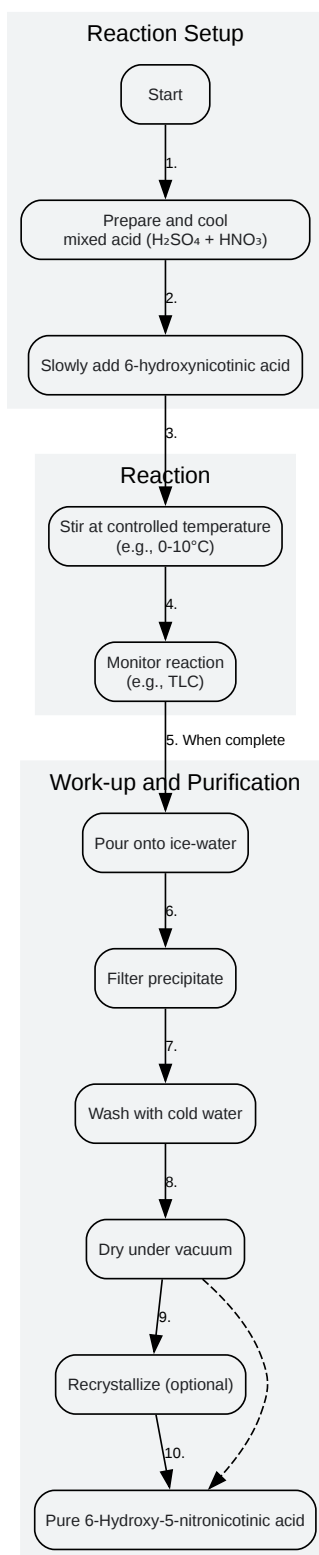 Reaction Setup
Start
1.
Prepare and cool
mixed acid (H₂SO₄ + HNO₃)
2.
Slowly add 6-hydroxynicotinic acid
3.
Reaction
Stir at controlled temperature
(e.g., 0-10°C)
4.
Monitor reaction
(e.g., TLC)
5. When complete
Work-up and Purification
Pour onto ice-water
6.
Filter precipitate
7.
Wash with cold water
8.
Dry under vacuum
9.
Recrystallize (optional)
10.
Pure 6-Hydroxy-5-nitronicotinic acid